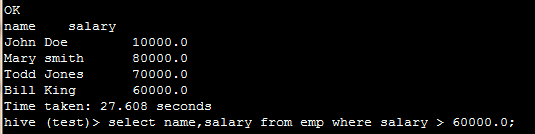 OK
name    salary
John Doe        10000.0
Mary smith      80000.0
Todd Jones      70000.0
Bill King       60000.0
Time taken: 27.608 seconds
hive (test)> select name,salary from emp where salary > 60000.0;